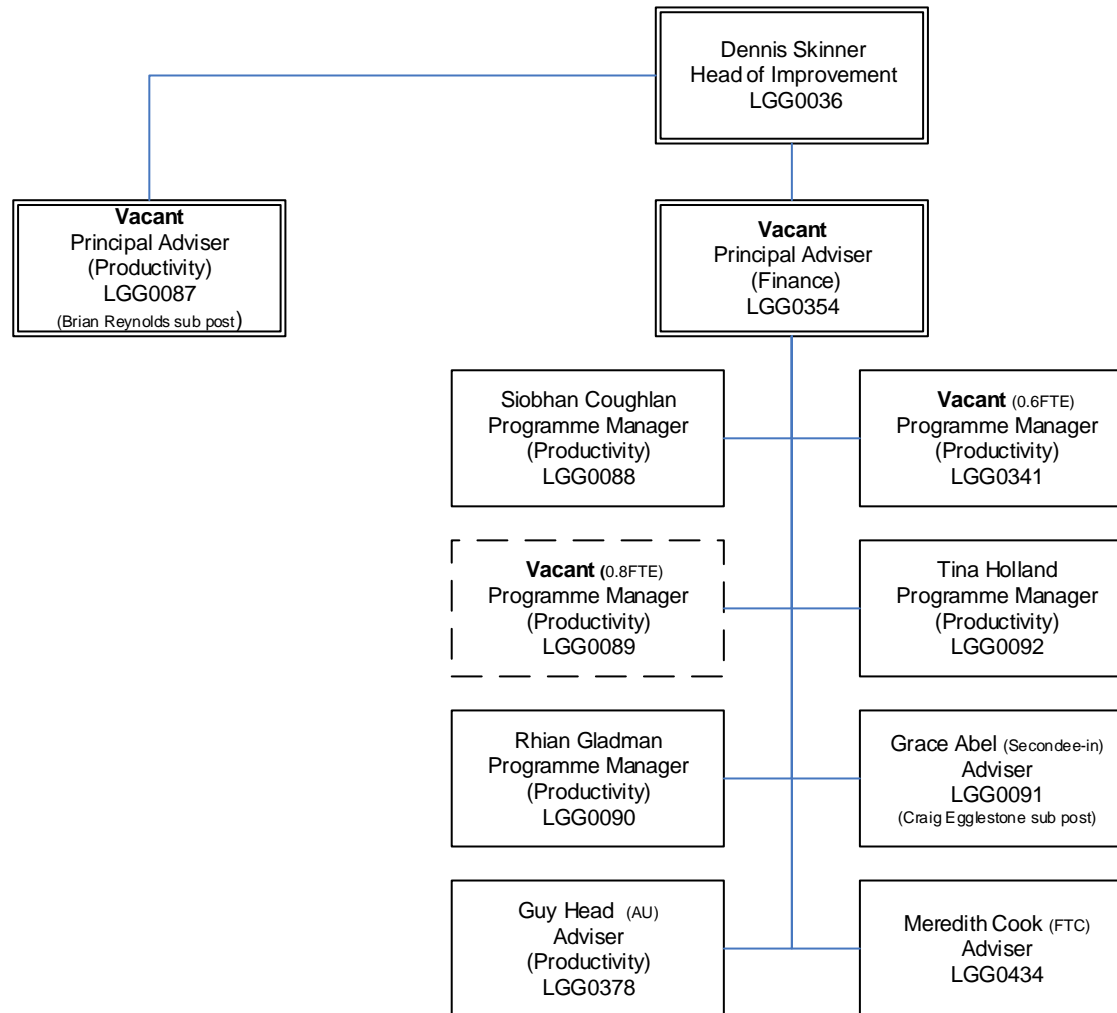 Dennis Skinner
Head of Improvement
LGG0036
Vacant
Principal Adviser
(Productivity)
LGG0087
(Brian Reynolds sub post)
Vacant
Principal Adviser
(Finance)
LGG0354
Siobhan Coughlan
Programme Manager
(Productivity)
LGG0088
Vacant (0.6FTE)
Programme Manager
(Productivity)
LGG0341
Vacant (0.8FTE)
Programme Manager
(Productivity)
LGG0089
Tina Holland
Programme Manager
(Productivity)
LGG0092
Rhian Gladman
Programme Manager
(Productivity)
LGG0090
Grace Abel (Secondee-in)
Adviser
LGG0091
(Craig Egglestone sub post)
Guy Head (AU)
Adviser
(Productivity)
LGG0378
Meredith Cook (FTC)
Adviser
LGG0434